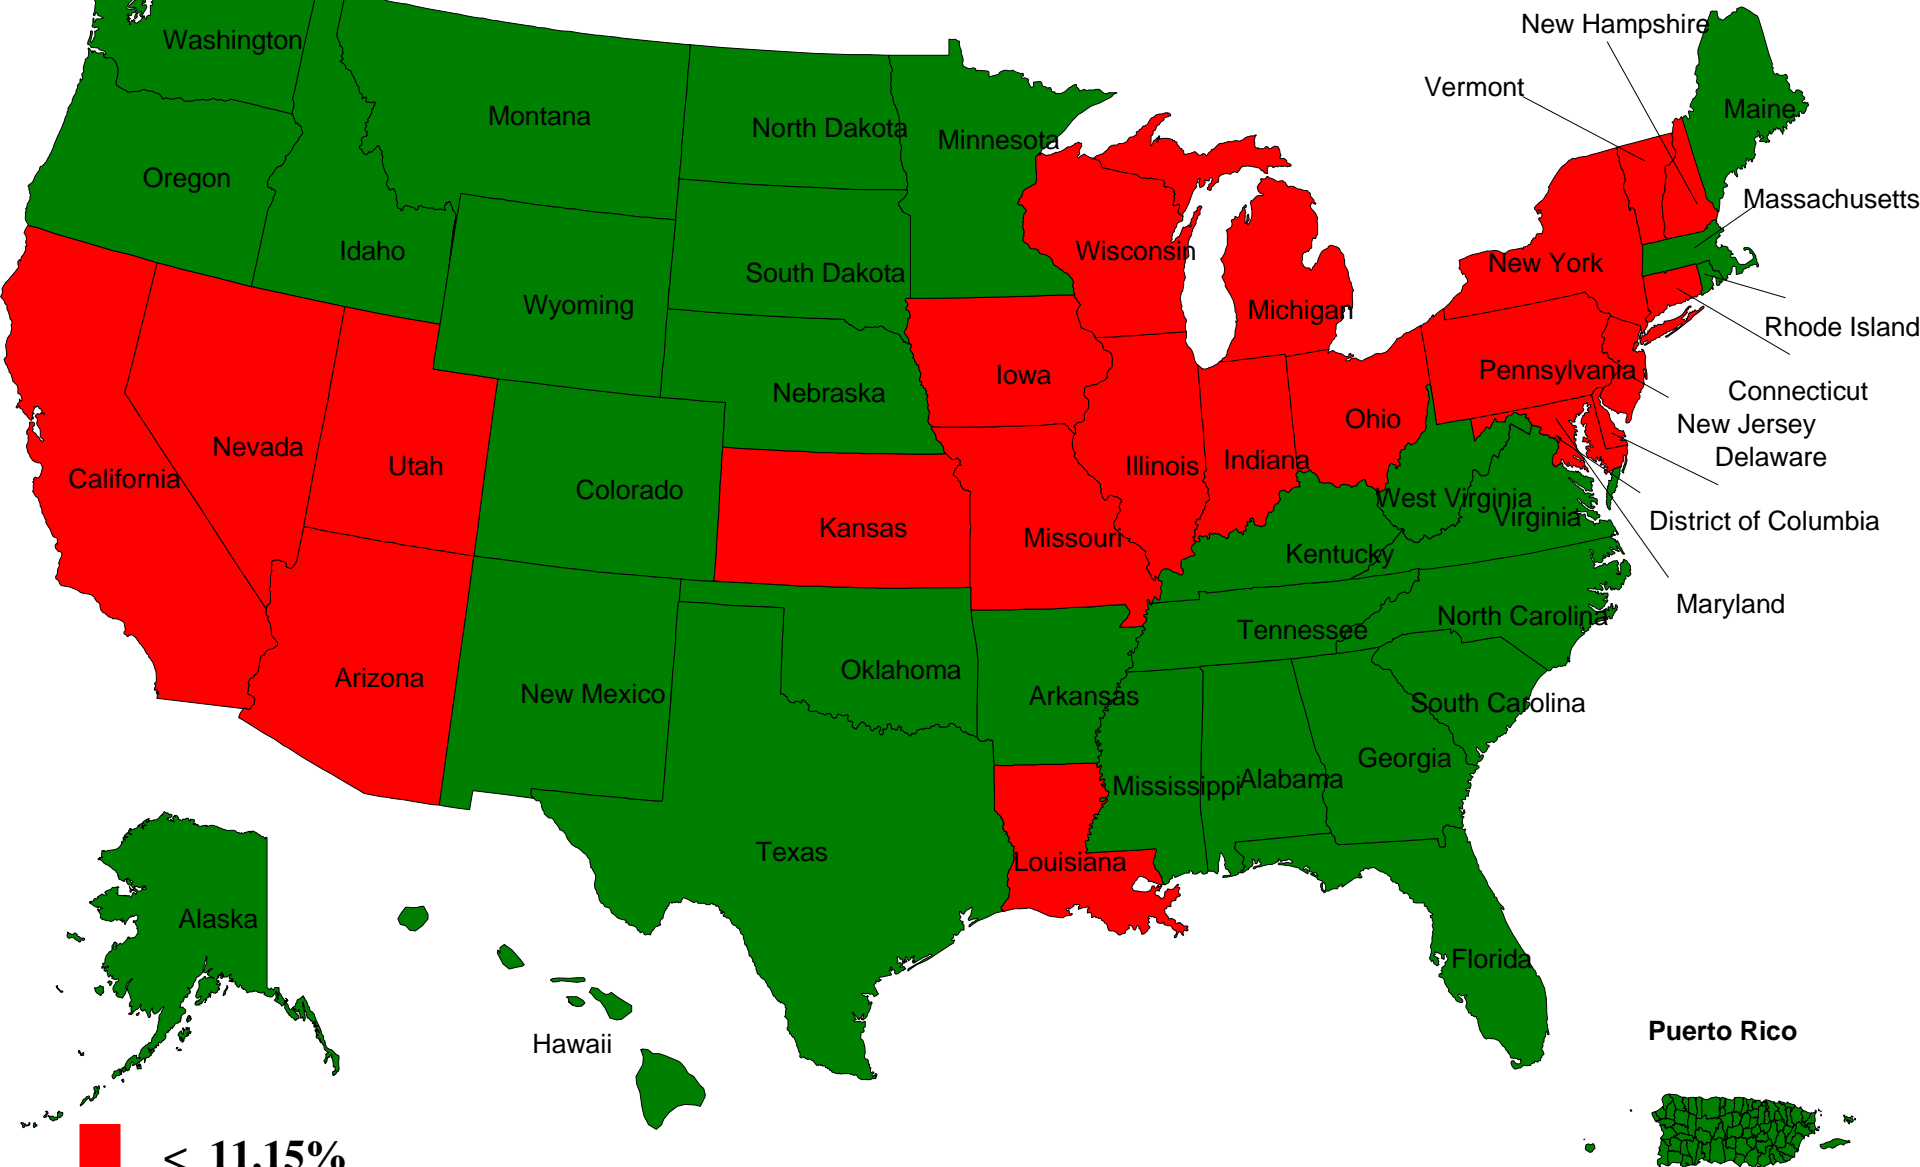 New Hampshire
Washington
Vermont
Maine
Montana
North Dakota
Minnesota
Oregon
Massachusetts
Idaho
Wisconsin
New York
South Dakota
Wyoming
Michigan
Rhode Island
Iowa
Pennsylvania
Nebraska
Connecticut
Ohio
New Jersey
Nevada
Delaware
Utah
Illinois
Indiana
California
Colorado
West Virginia
Virginia
District of Columbia
Kansas
Missouri
Kentucky
Maryland
North Carolina
Tennessee
Oklahoma
Arizona
New Mexico
Arkansas
South Carolina
Georgia
Mississippi
Alabama
Texas
Louisiana
Alaska
Florida
Puerto Rico
Hawaii
< 11.15%